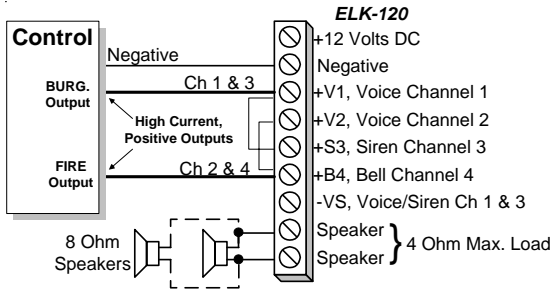 ELK-120
Control
+12 Volts DC
Negative
Negative
BURG.
Output
Ch 1 & 3
+V1, Voice Channel 1
High Current,
Positive Outputs
+V2, Voice Channel 2
+S3, Siren Channel 3
FIRE
Output
Ch 2 & 4
+B4, Bell Channel 4
-VS, Voice/Siren Ch 1 & 3
8 Ohm
Speakers
Speaker
Speaker
} 4 Ohm Max. Load